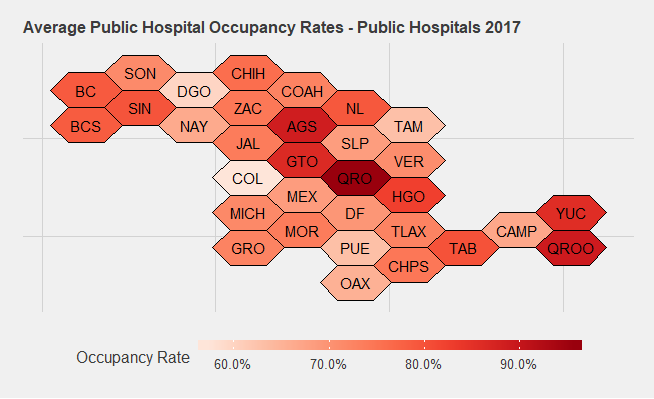 Average Public Hospital Occupancy Rates - Public Hospitals 2017
SON CHIH
BC DGO COAH
SIN ZAC NL
BCS NAY AGS TAM
JAL SLP
GTO VER
COL QRO
MEX HGO
MICH DF YUC
MOR TLAX CAMP
GRO PUE TAB QROO
CHPS
OAX
Occupancy Rate
60.0% 70.0% 80.0% 90.0%